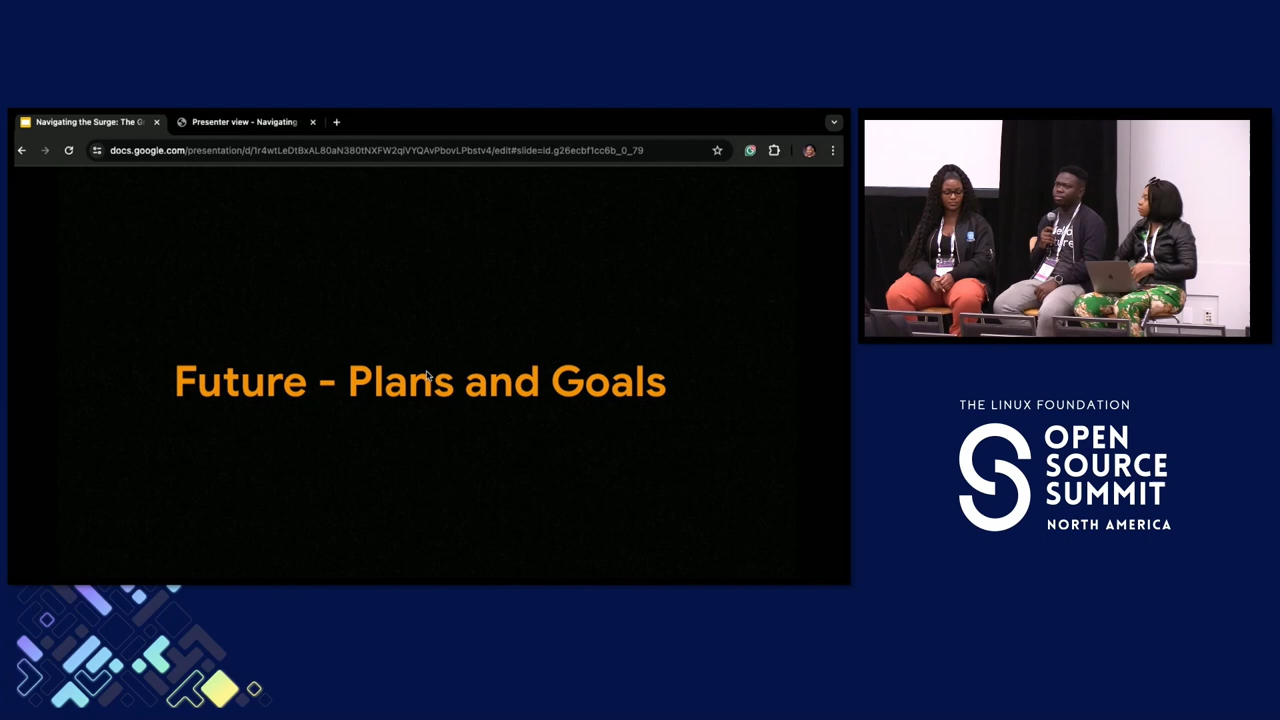 Navigating the Surge: The G
Presenter view - Navigating
docs.google.com/presentation/d/1r4wtLeDtBxAL80aN380tNXFW2qiVYQAvPbovLPbstv4/edit#slide=id.g26ecbf1cc6b_0_79
Future - Plans and Goals
THE LINUX FOUNDATION
OPEN
SOURCE
SUMMIT
NORTH AMERICA